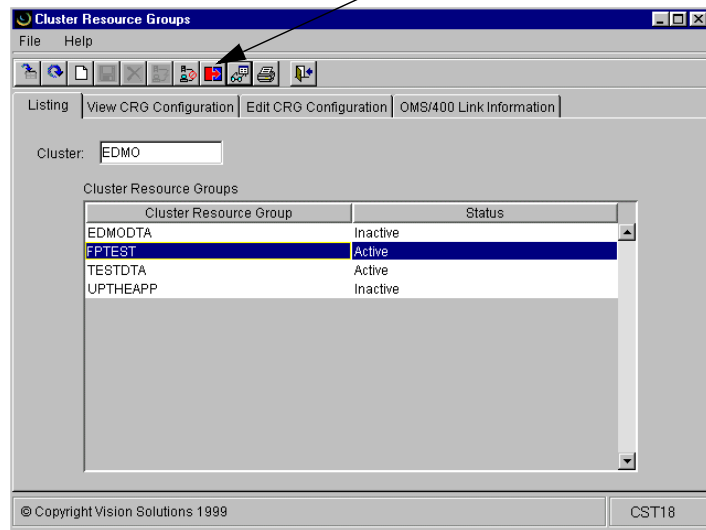 Cluster Resource Groups
File Help
Listing View CRG Configuration Edit CRG Configuration OMS/400 Link Information
Cluster: EDMO
Cluster Resource Groups
Cluster Resource Group Status
EDMODTA Inactive
FPTEST Active
TESTDTA Active
UPTHEAPP Inactive
© Copyright Vision Solutions 1999 CST18